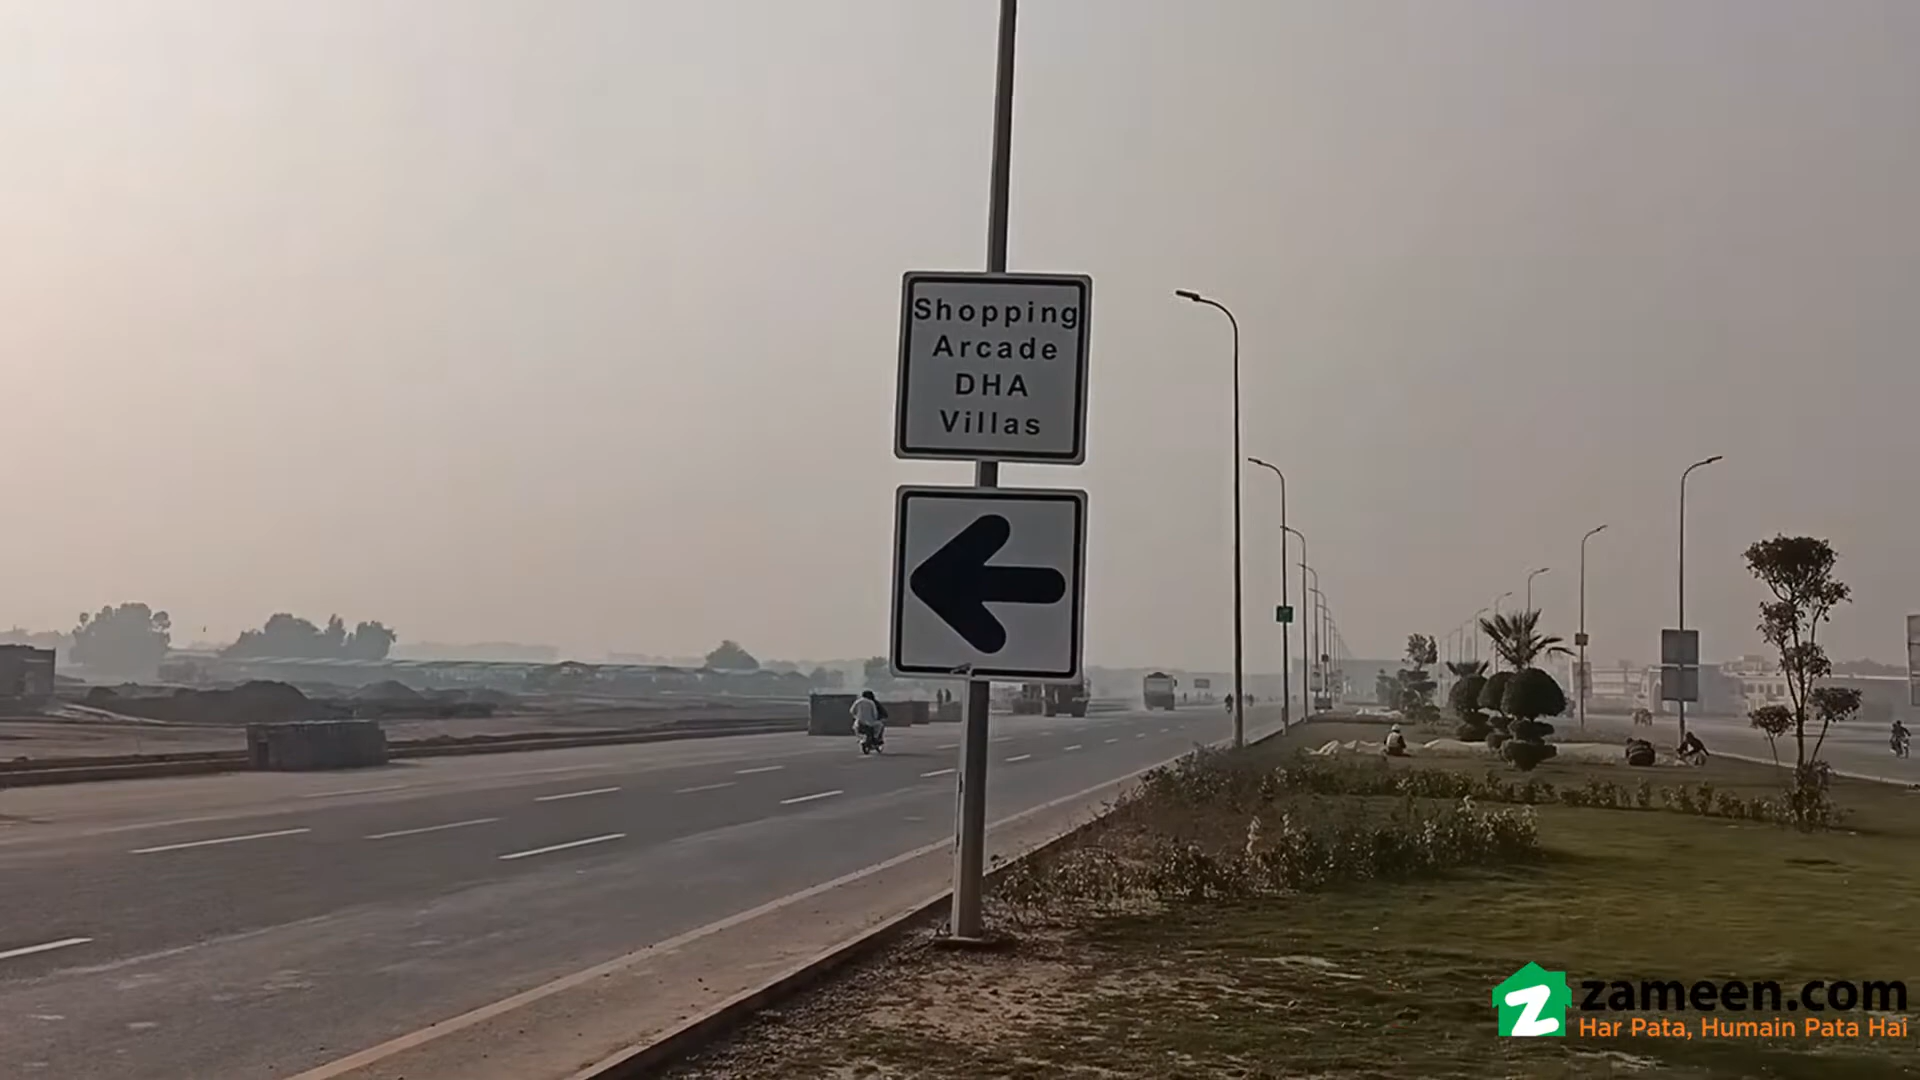 Shopping
Arcade
DHA
Villas
zameen.com
Har Pata, Humain Pata Hai